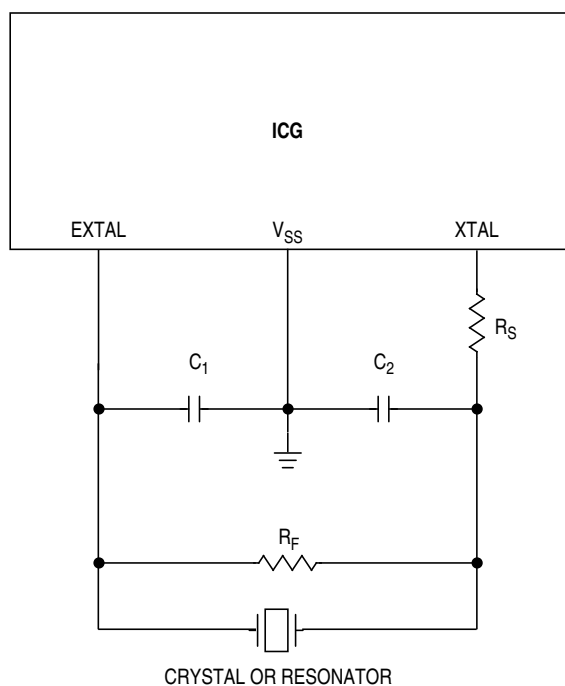 ICG
EXTAL VSS XTAL
RS
C1 C2
RF
CRYSTAL OR RESONATOR